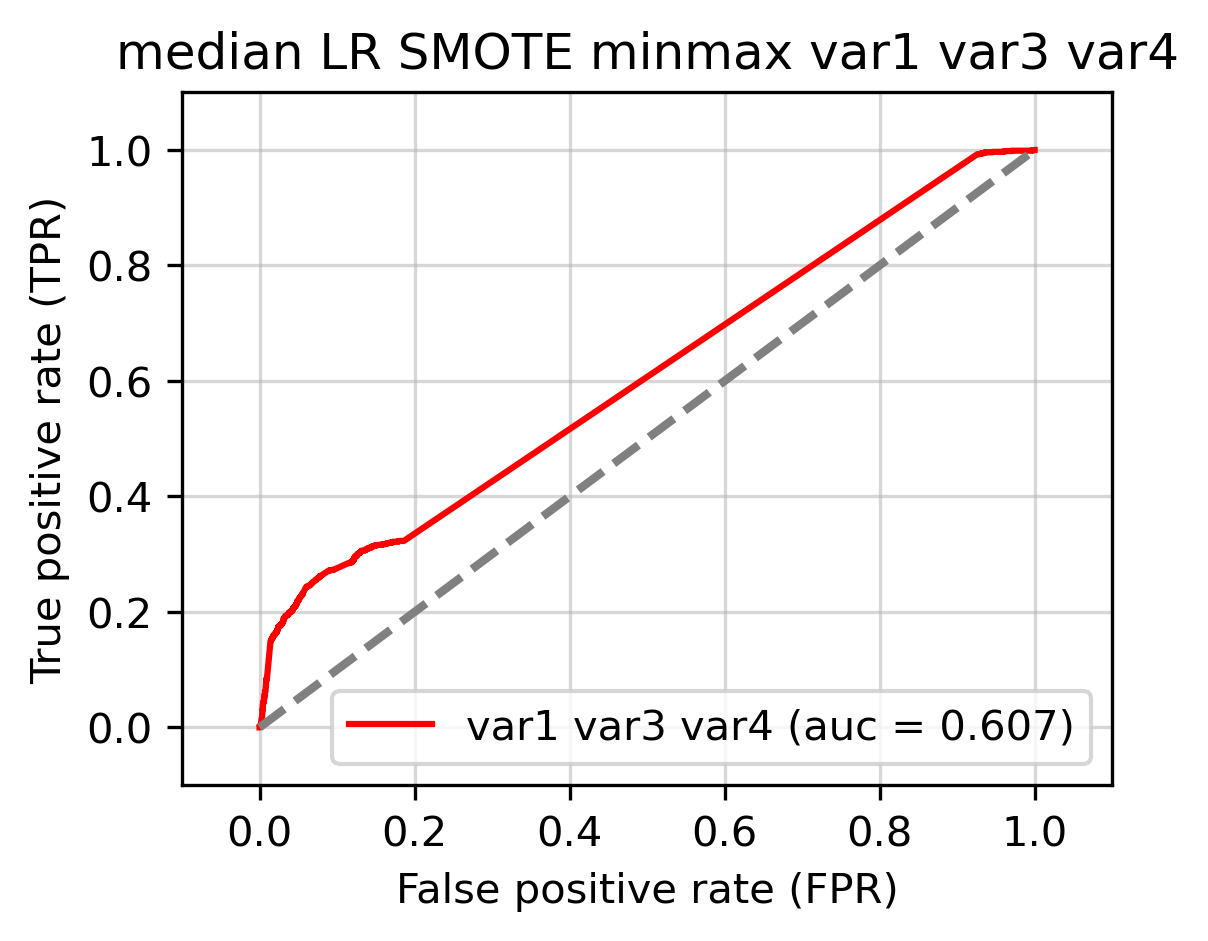 median LR SMOTE minmax var1 var3 var4
True positive rate (TPR)
1.0
0.8
0.6
0.4
0.2
0.0
var1 var3 var4 (auc = 0.607)
0.0 0.2 0.4 0.6 0.8 1.0
False positive rate (FPR)